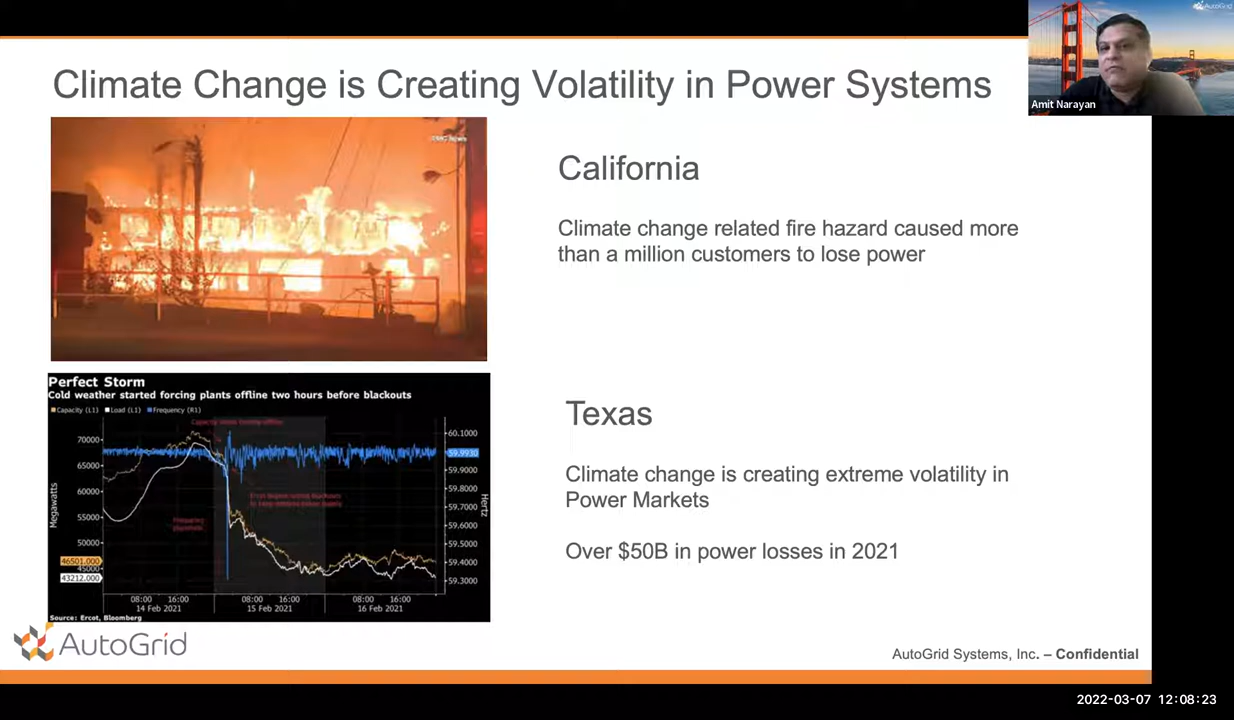 AutoGrid
Climate Change is Creating Volatility in Power Systems
Amit Narayan
California
Climate change related fire hazard caused more
than a million customers to lose power
Perfect Storm
Cold weather started forcing plants offline two hours before blackouts
Capacity (L1) Load (L1) Frequency (R1)
70000
65000
60000
55000
50000
46501.000
45000
43212.000
Megawatts
60.1000
59.9930
59.9000
59.8000
59.7000
59.6000
59.5000
59.4000
59.3000
Hertz
08:00 16:00 08:00 16:00 08:00 16:00
14 Feb 2021 15 Feb 2021 16 Feb 2021
Source: Ercot, Bloomberg
Texas
Climate change is creating extreme volatility in
Power Markets
Over $50B in power losses in 2021
AutoGrid
AutoGrid Systems, Inc. – Confidential
2022-03-07 12:08:23